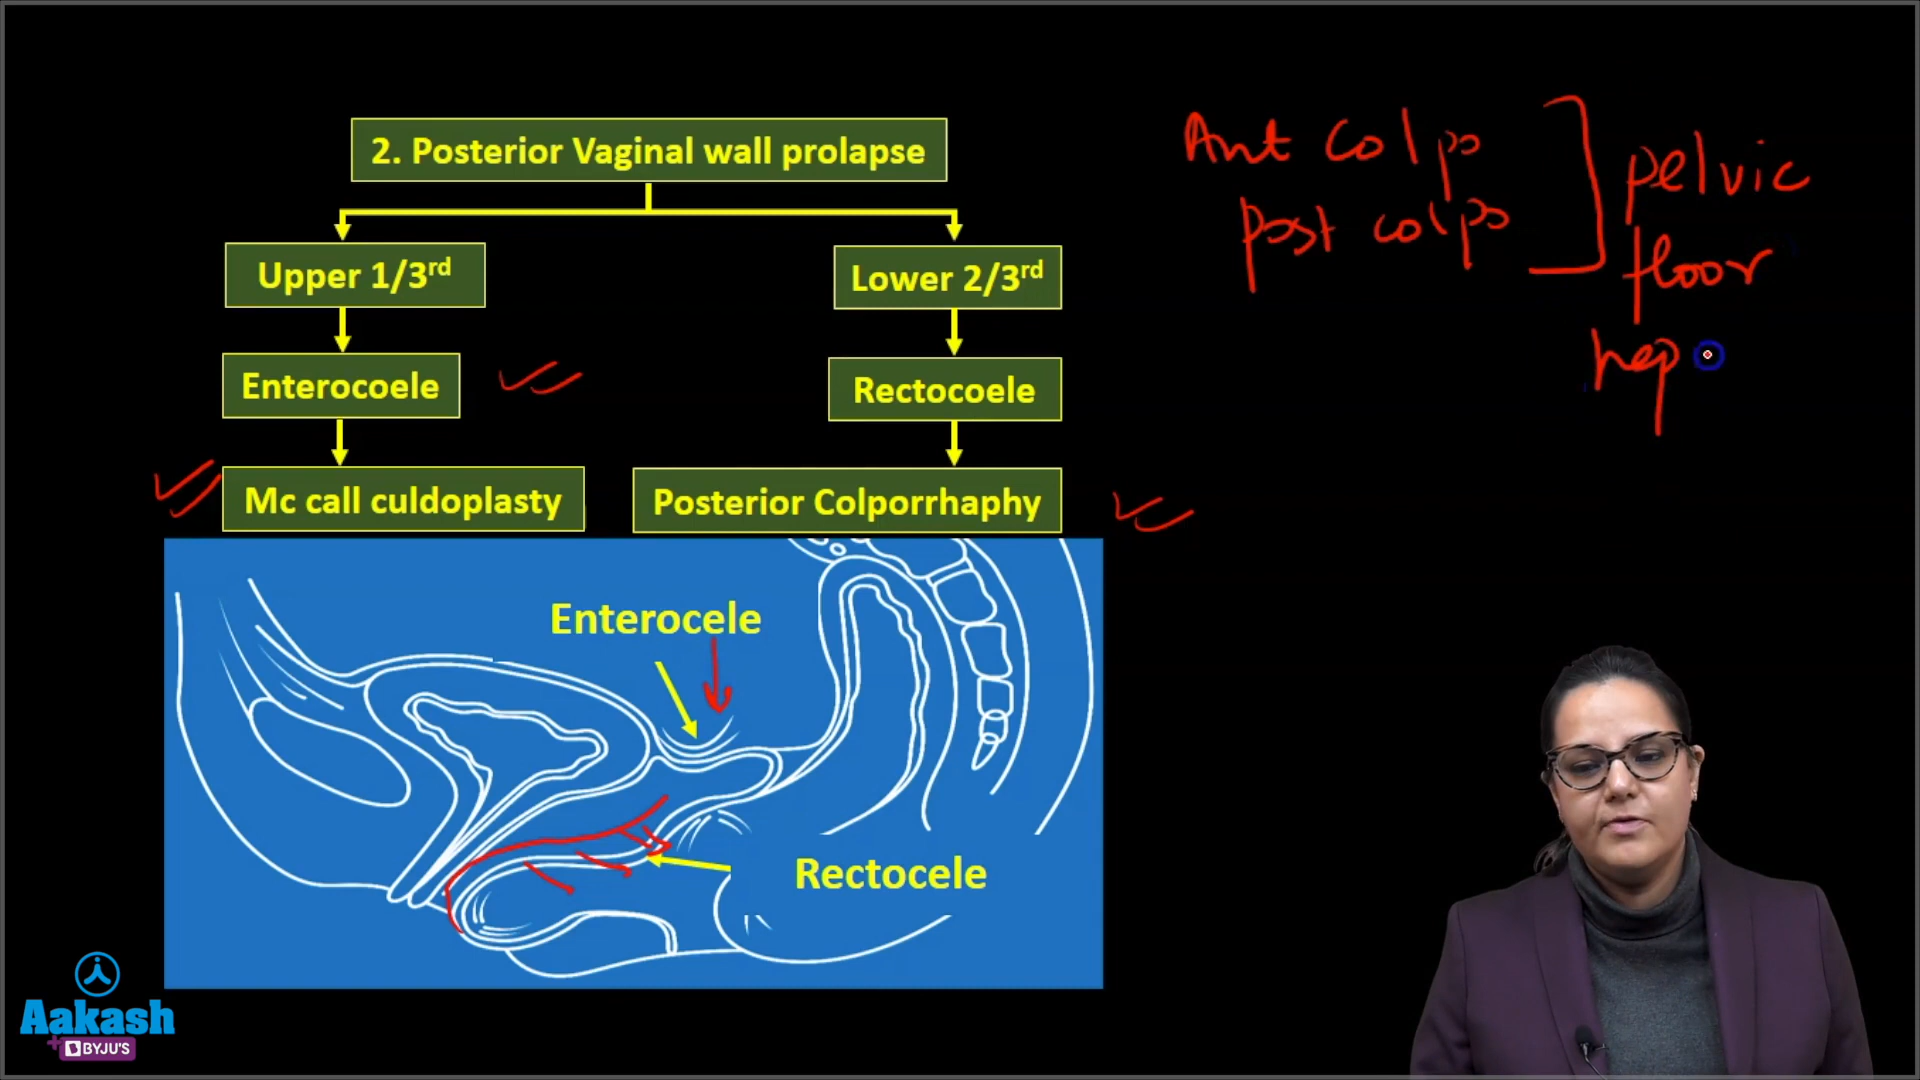 2. Posterior Vaginal wall prolapse
Upper 1/3rd
Lower 2/3rd
Enterocoele
Rectocoele
Mc call culdoplasty
Posterior Colporrhaphy
Enterocele
Rectocele
Ant Colpo
Post colpo
pelvic
floor
rep
Aakash
+ BYJU'S